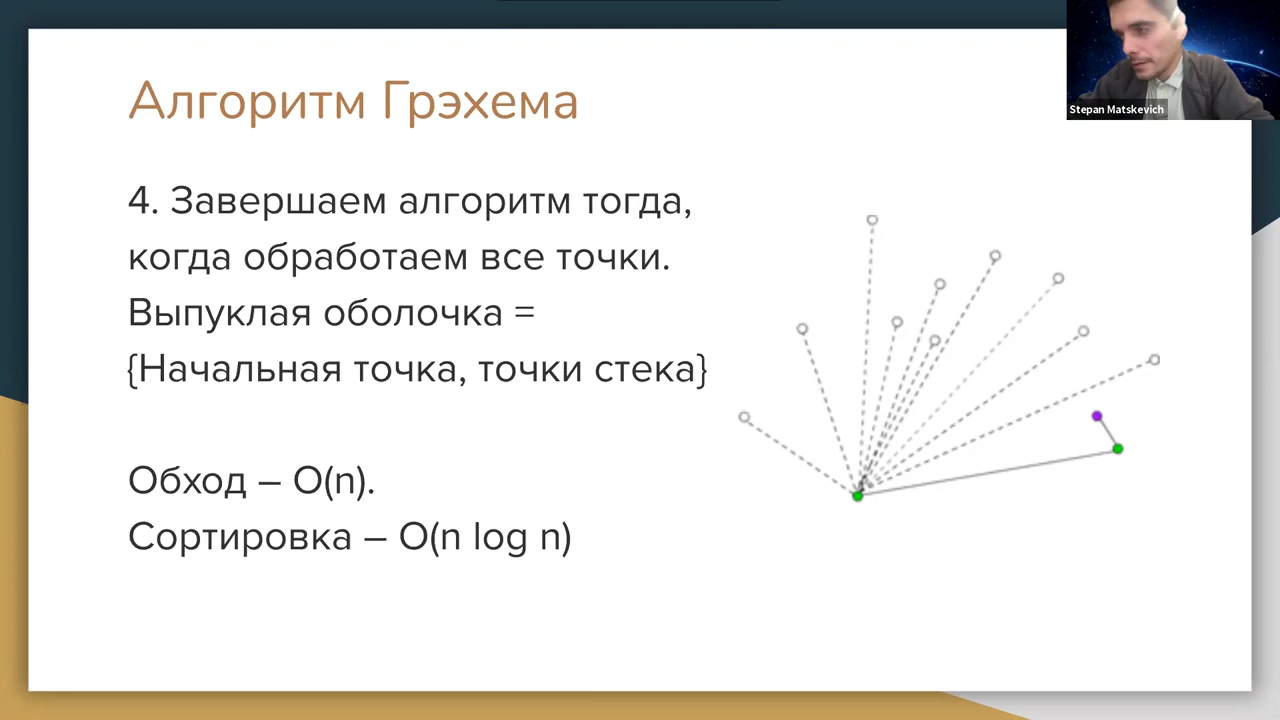 Алгоритм Грэхема
Stepan Matskevich
4. Завершаем алгоритм тогда,
когда обработаем все точки.
Выпуклая оболочка =
{Начальная точка, точки стека}
Обход – O(n).
Сортировка – O(n log n)